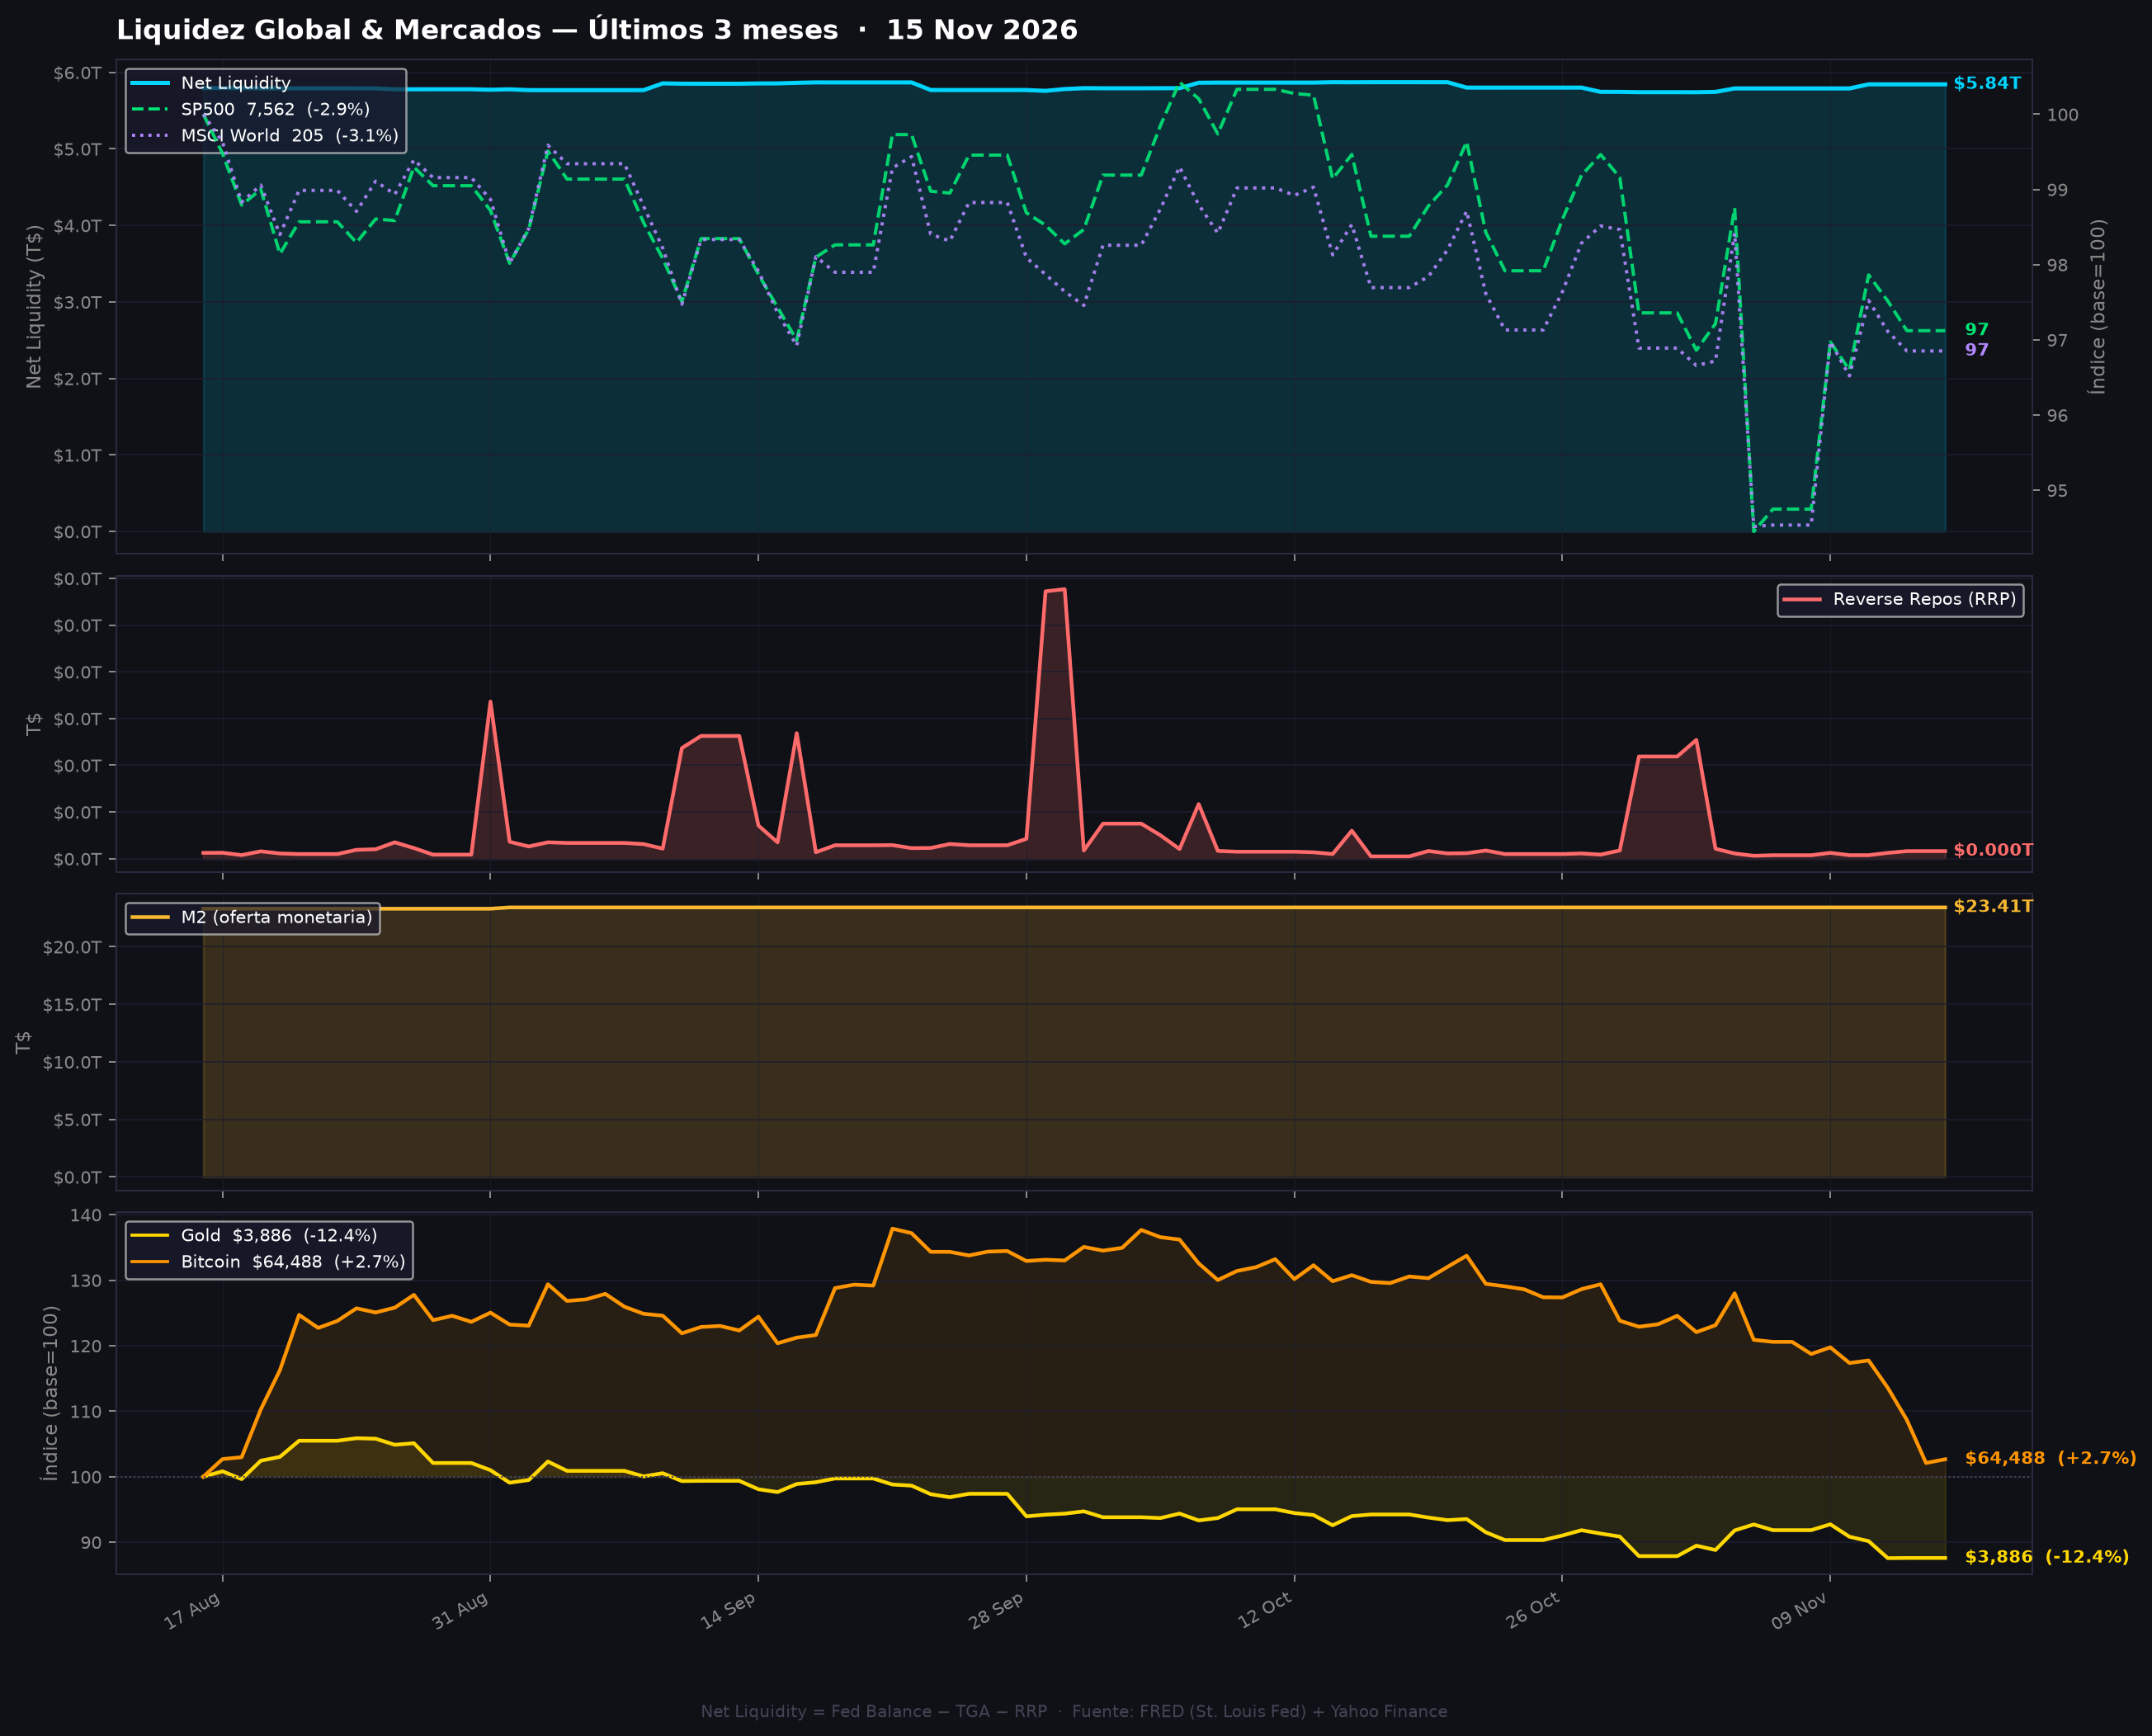 Liquidez Global & Mercados — Últimos 3 meses · 15 Nov 2026
Net Liquidity (T$)
$6.0T
$5.0T
$4.0T
$3.0T
$2.0T
$1.0T
$0.0T
Net Liquidity
SP500 7,562 (-2.9%)
MSCI World 205 (-3.1%)
$5.84T
97
97
100
99
98
97
96
95
Índice (base=100)
T$
$0.0T
$0.0T
$0.0T
$0.0T
$0.0T
$0.0T
$0.0T
Reverse Repos (RRP)
$0.000T
T$
$20.0T
$15.0T
$10.0T
$5.0T
$0.0T
M2 (oferta monetaria)
$23.41T
Índice (base=100)
140
130
120
110
100
90
Gold $3,886 (-12.4%)
Bitcoin $64,488 (+2.7%)
$64,488 (+2.7%)
$3,886 (-12.4%)
17 Aug
31 Aug
14 Sep
28 Sep
12 Oct
26 Oct
09 Nov
Net Liquidity = Fed Balance − TGA − RRP · Fuente: FRED (St. Louis Fed) + Yahoo Finance